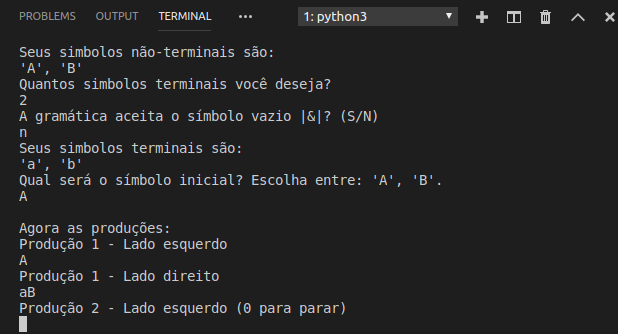 PROBLEMS OUTPUT TERMINAL ••• 1: python3
Seus simbolos não-terminais são:
'A', 'B'
Quantos simbolos terminais você deseja?
2
A gramática aceita o símbolo vazio |&|? (S/N)
n
Seus simbolos terminais são:
'a', 'b'
Qual será o símbolo inicial? Escolha entre: 'A', 'B'.
A
Agora as produções:
Produção 1 - Lado esquerdo
A
Produção 1 - Lado direito
aB
Produção 2 - Lado esquerdo (0 para parar)